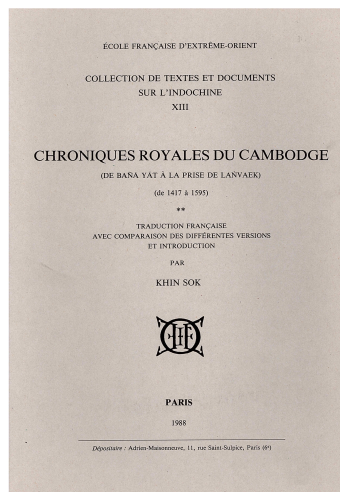 ÉCOLE FRANÇAISE D'EXTRÊME-ORIENT
COLLECTION DE TEXTES ET DOCUMENTS
SUR L'INDOCHINE
XIII
CHRONIQUES ROYALES DU CAMBODGE
(DE BAÑA YÀT À LA PRISE DE LAṄVAEK)
(de 1417 à 1595)
**
TRADUCTION FRANÇAISE
AVEC COMPARAISON DES DIFFÉRENTES VERSIONS
ET INTRODUCTION
PAR
KHIN SOK
PARIS
1988
Dépositaire : Adrien-Maisonneuve, 11, rue Saint-Sulpice, Paris (6e)